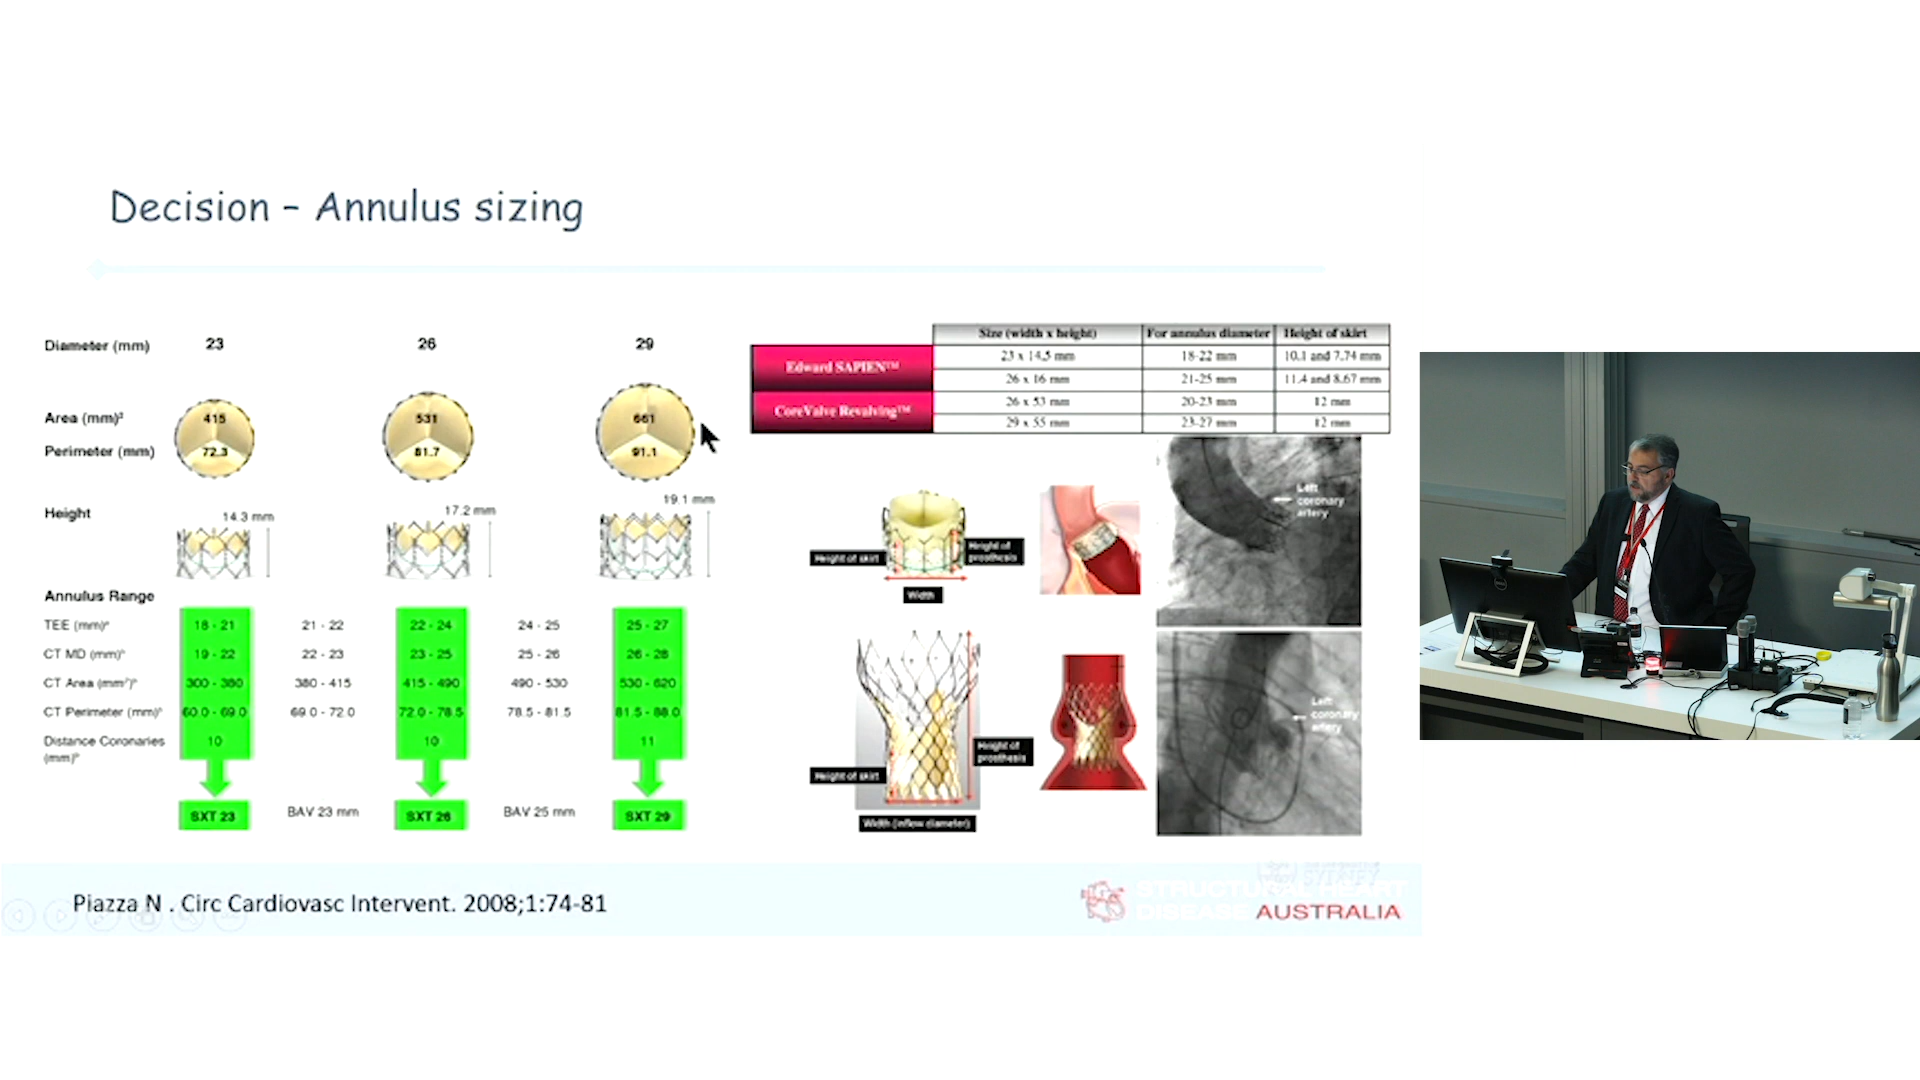 Decision – Annulus sizing
Diameter (mm) 23 26 29
Area (mm)² 415 531 661
Perimeter (mm) 72.3 81.7 91.1
Height 14.3 mm 17.2 mm 19.1 mm
Annulus Range
TEE (mm)ᵃ 18 - 21 21 - 22 22 - 24 24 - 25 25 - 27
CT MD (mm)ᵇ 19 - 22 22 - 23 23 - 25 25 - 26 26 - 28
CT Area (mm²)ᵇ 300 - 380 380 - 415 415 - 490 490 - 530 530 - 620
CT Perimeter (mm)ᵇ 60.0 - 69.0 69.0 - 72.0 72.0 - 78.5 78.5 - 81.5 81.5 - 88.0
Distance Coronaries 10 10 11
(mm)ᵇ
SXT 23 BAV 23 mm SXT 26 BAV 25 mm SXT 29
Size (width x height) For annulus diameter Height of skirt
Edward SAPIEN™ 23 x 14.5 mm 18-22 mm 10.1 and 7.74 mm
26 x 16 mm 21-25 mm 11.4 and 8.67 mm
CoreValve Revalving™ 26 x 53 mm 20-23 mm 12 mm
29 x 55 mm 23-27 mm 12 mm
Height of skirt
Height of
prosthesis
Width
Left
coronary
artery
Height of skirt
Height of
prosthesis
Width (inflow diameter)
Left
coronary
artery
Piazza N . Circ Cardiovasc Intervent. 2008;1:74-81
STRUCTURAL HEART
DISEASE AUSTRALIA